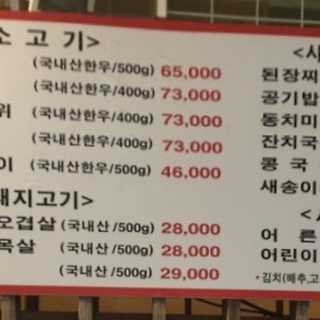 소고기>
(국내산한우/500g) 65,000
(국내산한우/400g) 73,000
위 (국내산한우/400g) 73,000
(국내산한우/400g) 73,000
이 (국내산한우/500g) 46,000
돼지고기>
오겹살 (국내산/500g) 28,000
목살 (국내산/500g) 28,000
(국내산/500g) 29,000
<사
된장찌
공기밥
동치미
잔치국
콩국
새송이
<
어른
어린이
*김치(배추,고